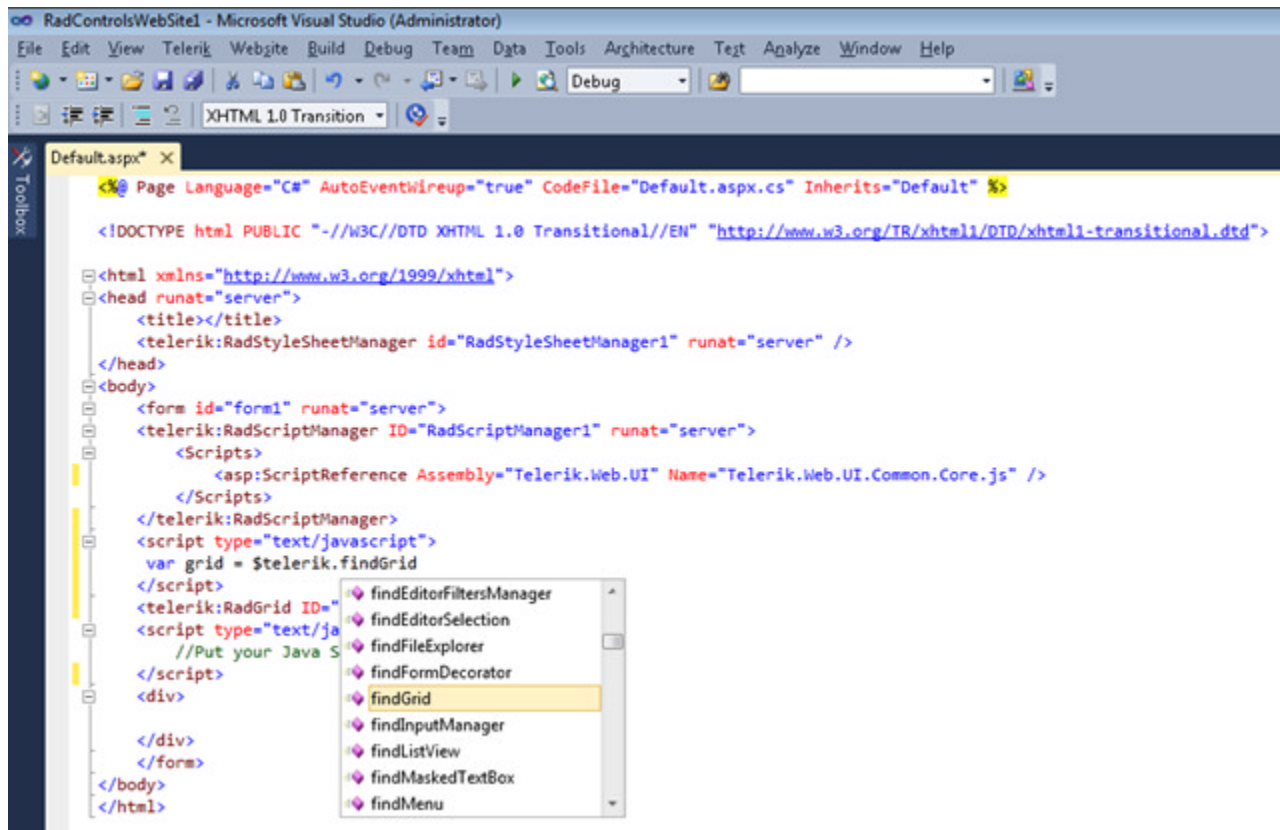 RadControlsWebSite1 - Microsoft Visual Studio (Administrator)
File Edit View Telerik Website Build Debug Team Data Tools Architecture Test Analyze Window Help
Debug
XHTML 1.0 Transition
Toolbox
Default.aspx*
<%@ Page Language="C#" AutoEventWireup="true" CodeFile="Default.aspx.cs" Inherits="Default" %>
<!DOCTYPE html PUBLIC "-//W3C//DTD XHTML 1.0 Transitional//EN" "http://www.w3.org/TR/xhtml1/DTD/xhtml1-transitional.dtd">
<html xmlns="http://www.w3.org/1999/xhtml">
<head runat="server">
<title></title>
<telerik:RadStyleSheetManager id="RadStyleSheetManager1" runat="server" />
</head>
<body>
<form id="form1" runat="server">
<telerik:RadScriptManager ID="RadScriptManager1" runat="server">
<Scripts>
<asp:ScriptReference Assembly="Telerik.Web.UI" Name="Telerik.Web.UI.Common.Core.js" />
</Scripts>
</telerik:RadScriptManager>
<script type="text/javascript">
var grid = $telerik.findGrid
</script>
<telerik:RadGrid ID="
<script type="text/ja
//Put your Java S
</script>
<div>
</div>
</form>
</body>
</html>
findEditorFiltersManager
findEditorSelection
findFileExplorer
findFormDecorator
findGrid
findInputManager
findListView
findMaskedTextBox
findMenu